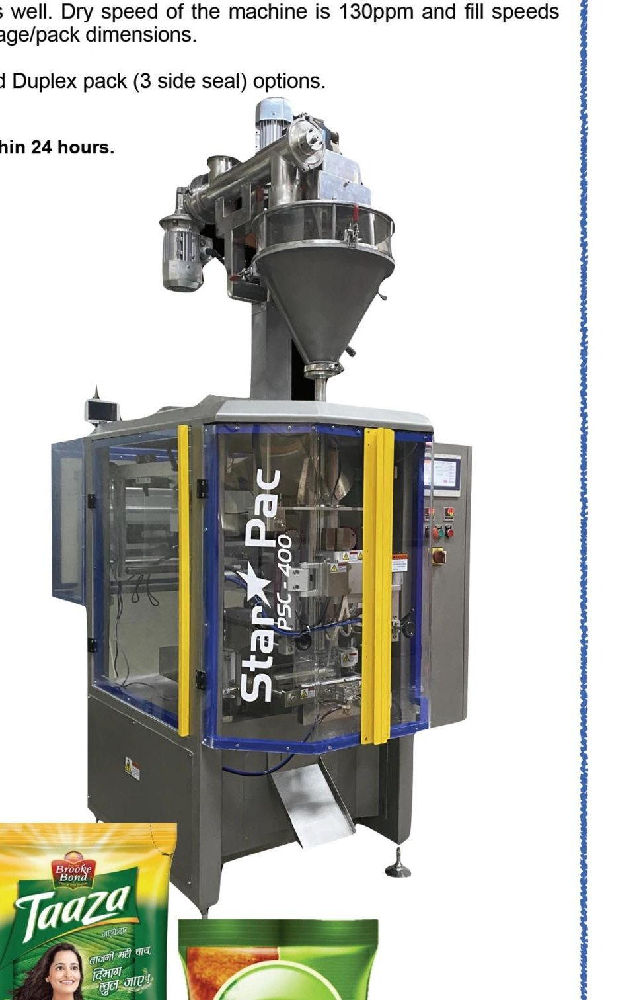 s well. Dry speed of the machine is 130ppm and fill speeds
age/pack dimensions.
d Duplex pack (3 side seal) options.
hin 24 hours.
Star Pac
PSC - 400
Brooke
Bond
Taaza
जाइकेदार
ताज़गी भरी चाय,
दिमाग
खुल जाए!